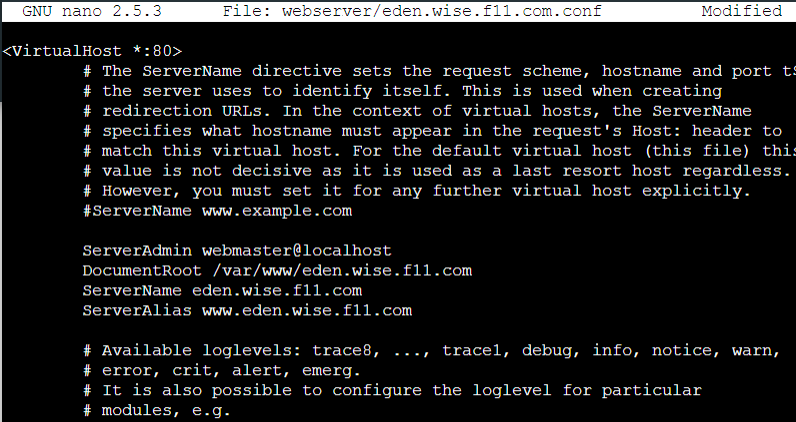 GNU nano 2.5.3 File: webserver/eden.wise.f11.com.conf Modified
<VirtualHost *:80>
# The ServerName directive sets the request scheme, hostname and port t$
# the server uses to identify itself. This is used when creating
# redirection URLs. In the context of virtual hosts, the ServerName
# specifies what hostname must appear in the request's Host: header to
# match this virtual host. For the default virtual host (this file) this
# value is not decisive as it is used as a last resort host regardless.
# However, you must set it for any further virtual host explicitly.
#ServerName www.example.com
ServerAdmin webmaster@localhost
DocumentRoot /var/www/eden.wise.f11.com
ServerName eden.wise.f11.com
ServerAlias www.eden.wise.f11.com
# Available loglevels: trace8, ..., trace1, debug, info, notice, warn,
# error, crit, alert, emerg.
# It is also possible to configure the loglevel for particular
# modules, e.g.